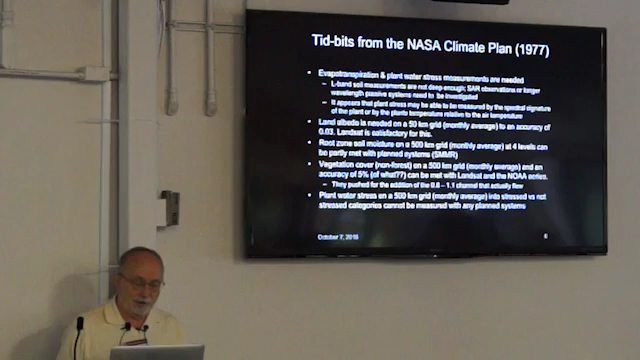 Tid-bits from the NASA Climate Plan (1977)
• Evapotranspiration & plant water stress measurements are needed
– L-band soil measurements are not deep enough; SAR observations or longer
wavelength passive systems need to be investigated
– It appears that plant stress may be able to be measured by the spectral signature
of the plant or by the plants temperature relative to the air temperature
• Land albedo is needed on a 50 km grid (monthly average) to an accuracy of
0.03. Landsat is satisfactory for this.
• Root zone soil moisture on a 500 km grid (monthly average) at 4 levels can
be partly met with planned systems (SMMR)
• Vegetation cover (non-forest) on a 500 km grid (monthly average) and an
accuracy of 5% (of what??) can be met with Landsat and the NOAA series.
– They pushed for the addition of the 0.8 – 1.1 channel that actually flew
• Plant water stress on a 500 km grid (monthly average) into stressed vs not
stressed categories cannot be measured with any planned systems
October 7, 2016
6